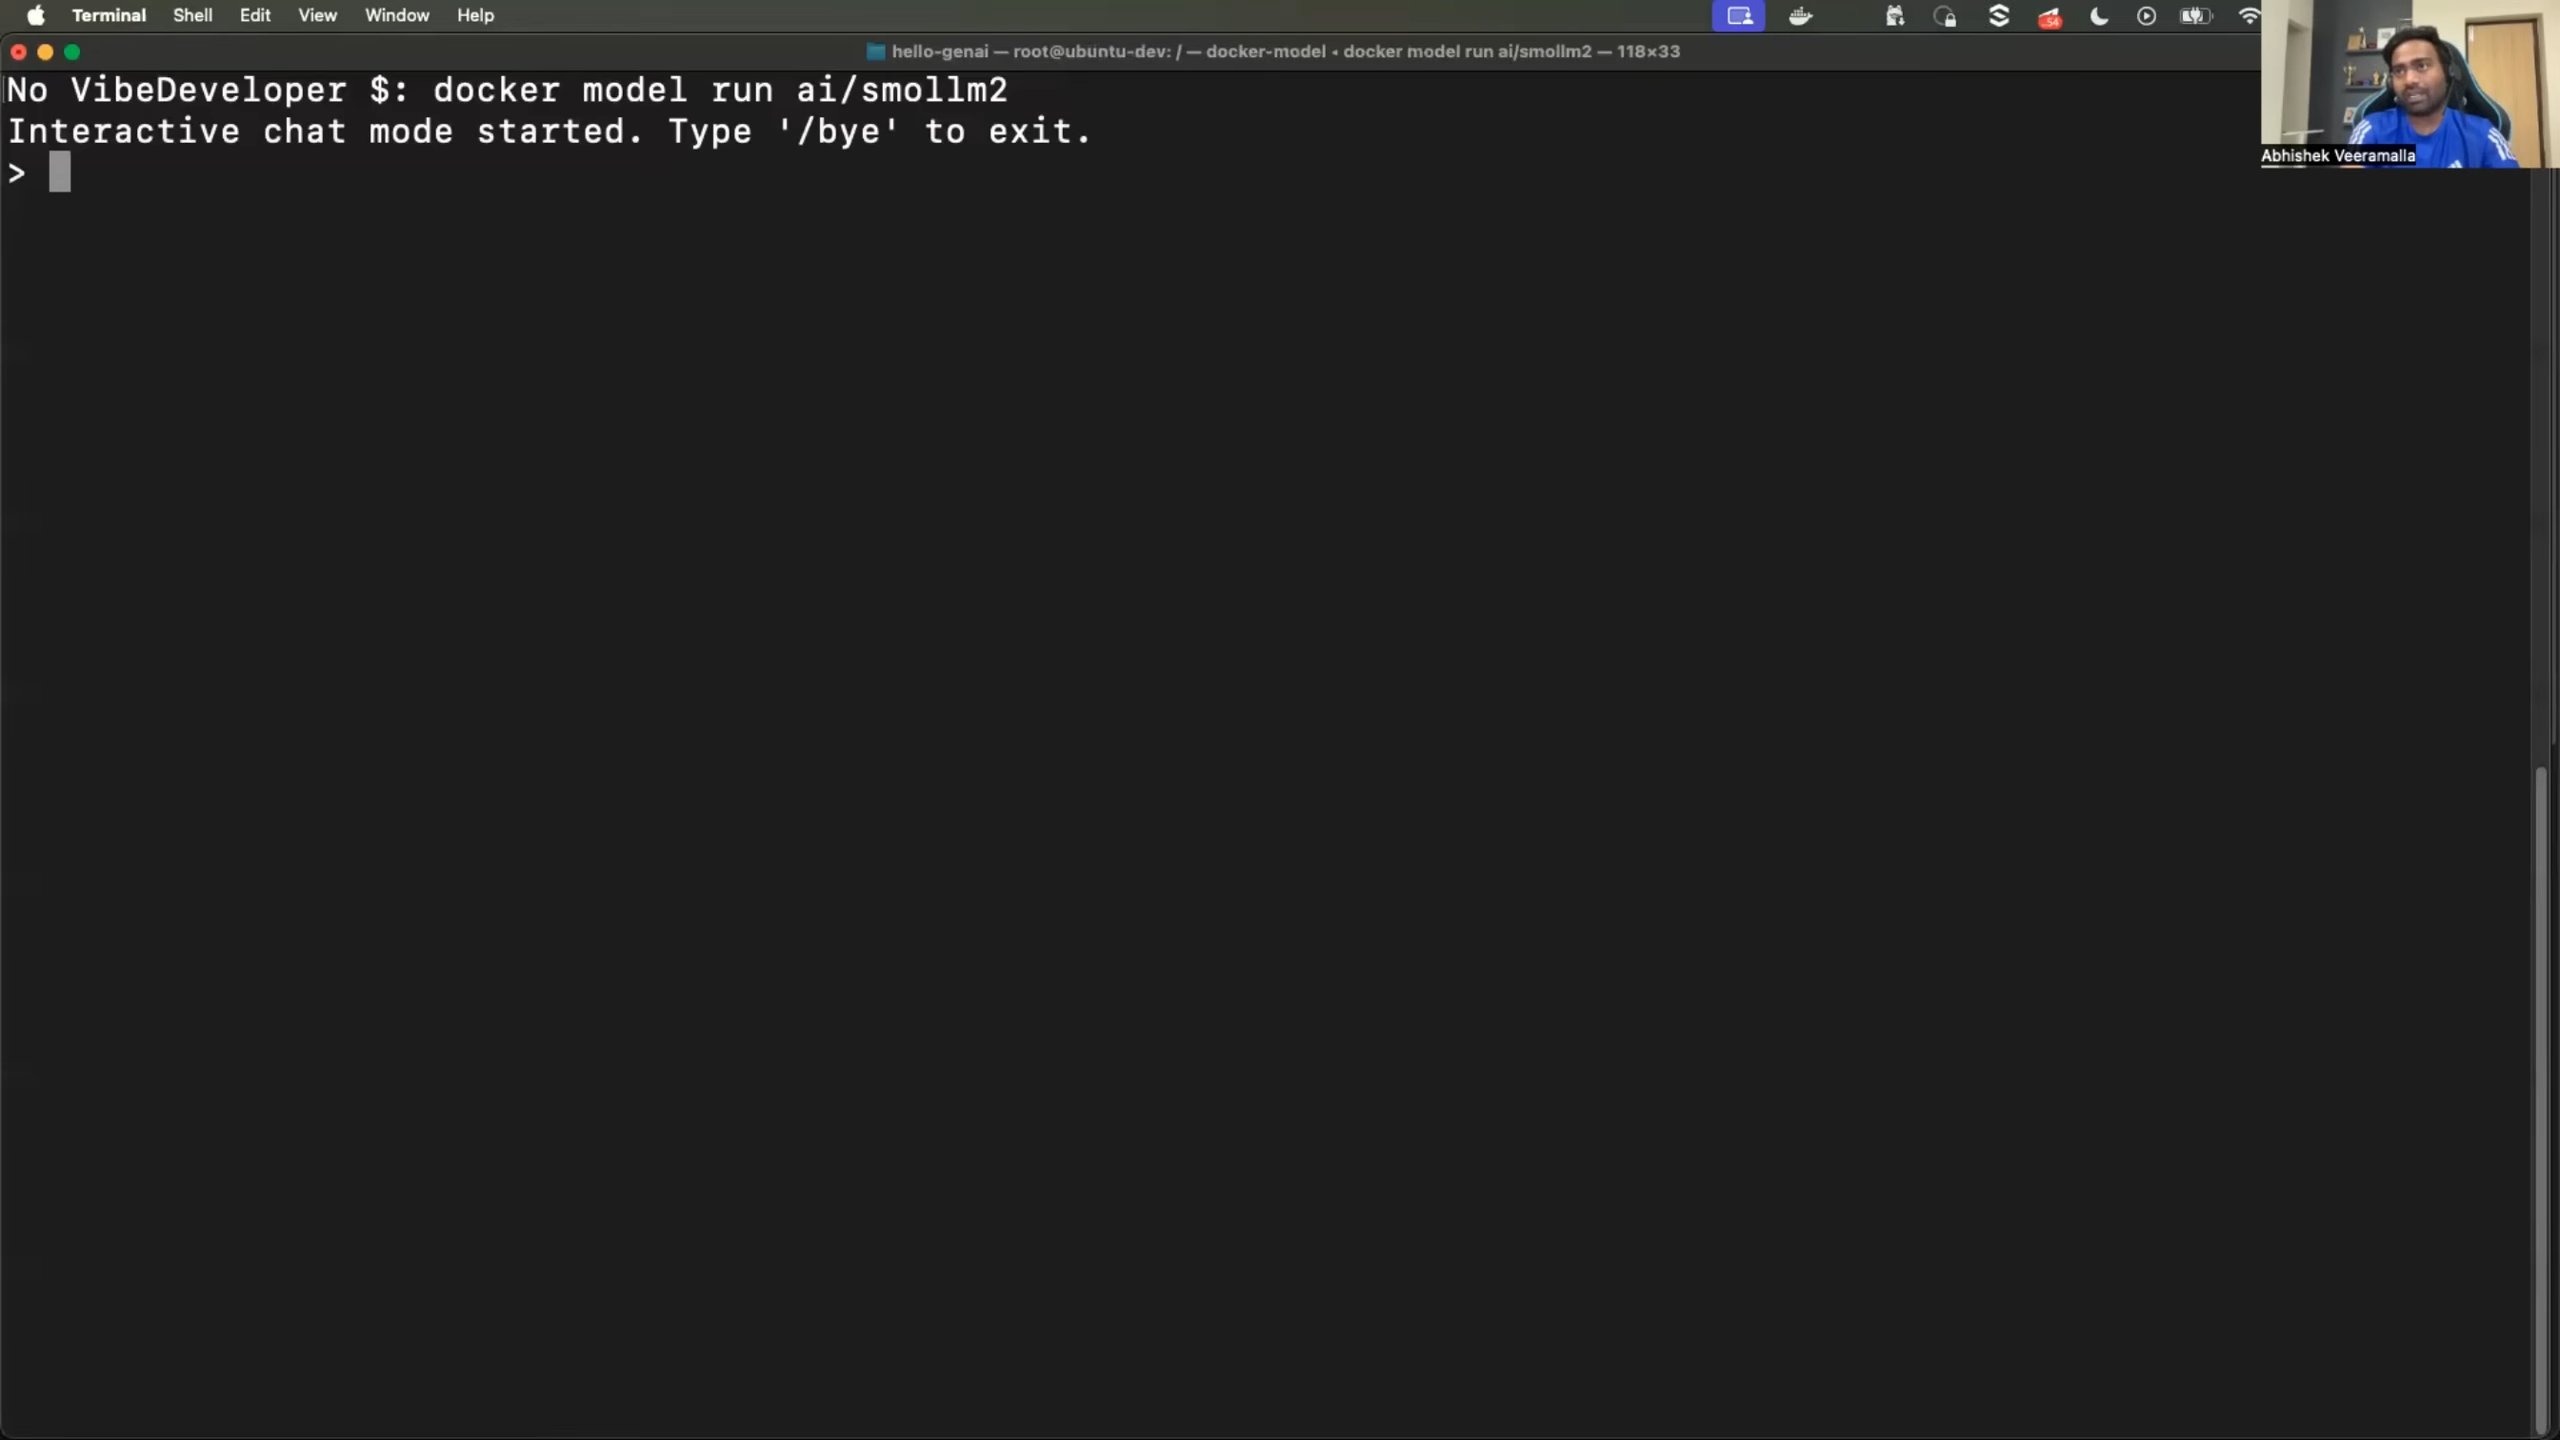 Terminal Shell Edit View Window Help
54
hello-genai — root@ubuntu-dev: / — docker-model ◂ docker model run ai/smollm2 — 118×33
No VibeDeveloper $: docker model run ai/smollm2
Interactive chat mode started. Type '/bye' to exit.
>
Abhishek Veeramalla